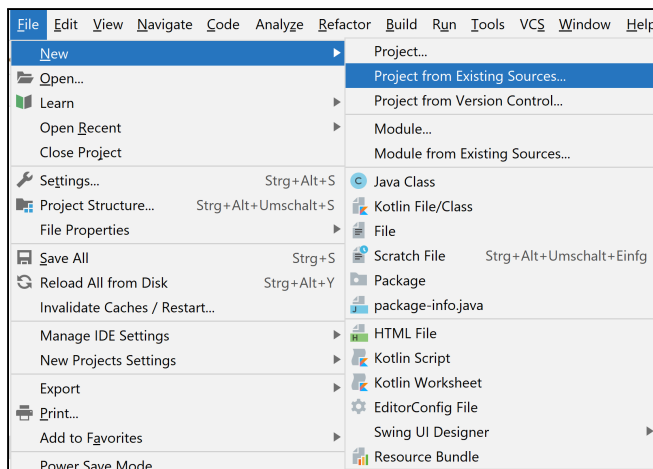 File Edit View Navigate Code Analyze Refactor Build Run Tools VCS Window Help
New
Open...
Learn
Open Recent
Close Project
Settings... Strg+Alt+S
Project Structure... Strg+Alt+Umschalt+S
File Properties
Save All Strg+S
Reload All from Disk Strg+Alt+Y
Invalidate Caches / Restart...
Manage IDE Settings
New Projects Settings
Export
Print...
Add to Favorites
Power Save Mode
Project...
Project from Existing Sources...
Project from Version Control...
Module...
Module from Existing Sources...
Java Class
Kotlin File/Class
File
Scratch File Strg+Alt+Umschalt+Einfg
Package
package-info.java
HTML File
Kotlin Script
Kotlin Worksheet
EditorConfig File
Swing UI Designer
Resource Bundle